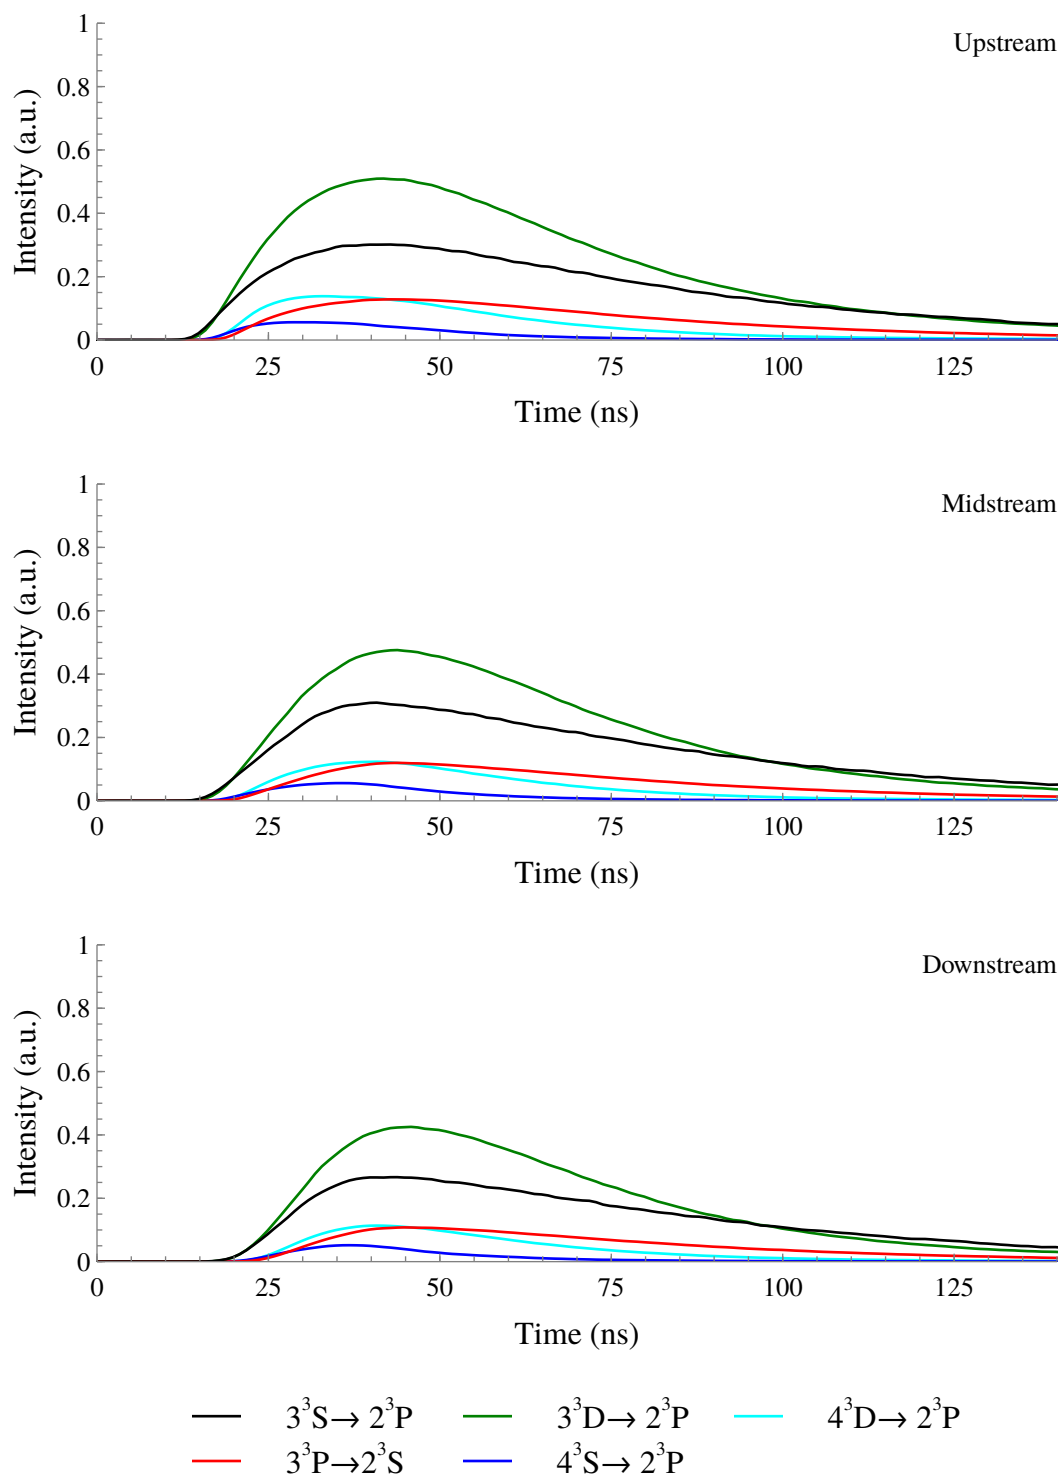 1
Upstream
0.8
0.6
0.4
0.2
0
Intensity (a.u.)
0 25 50 75 100 125
Time (ns)
1
Midstream
0.8
0.6
0.4
0.2
0
Intensity (a.u.)
0 25 50 75 100 125
Time (ns)
1
Downstream
0.8
0.6
0.4
0.2
0
Intensity (a.u.)
0 25 50 75 100 125
Time (ns)
3³S→ 2³P 3³D→ 2³P 4³D→ 2³P
3³P→2³S 4³S→ 2³P